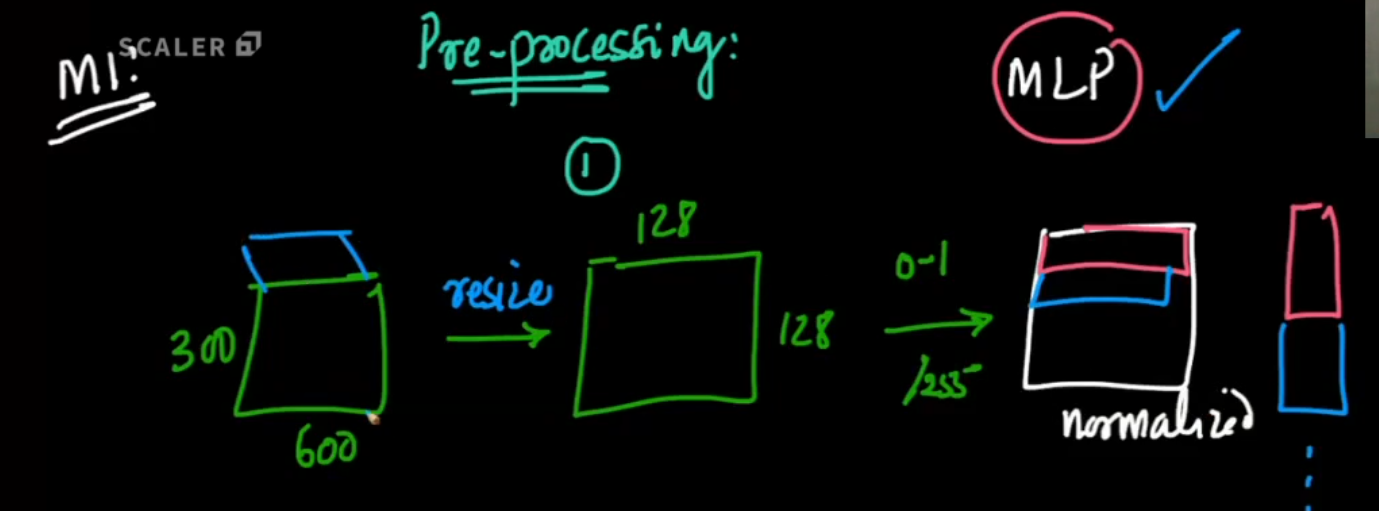 SCALER
M1:
Pre-processing:
MLP
1
128
resize
0-1
300
128
/255
600
normalized